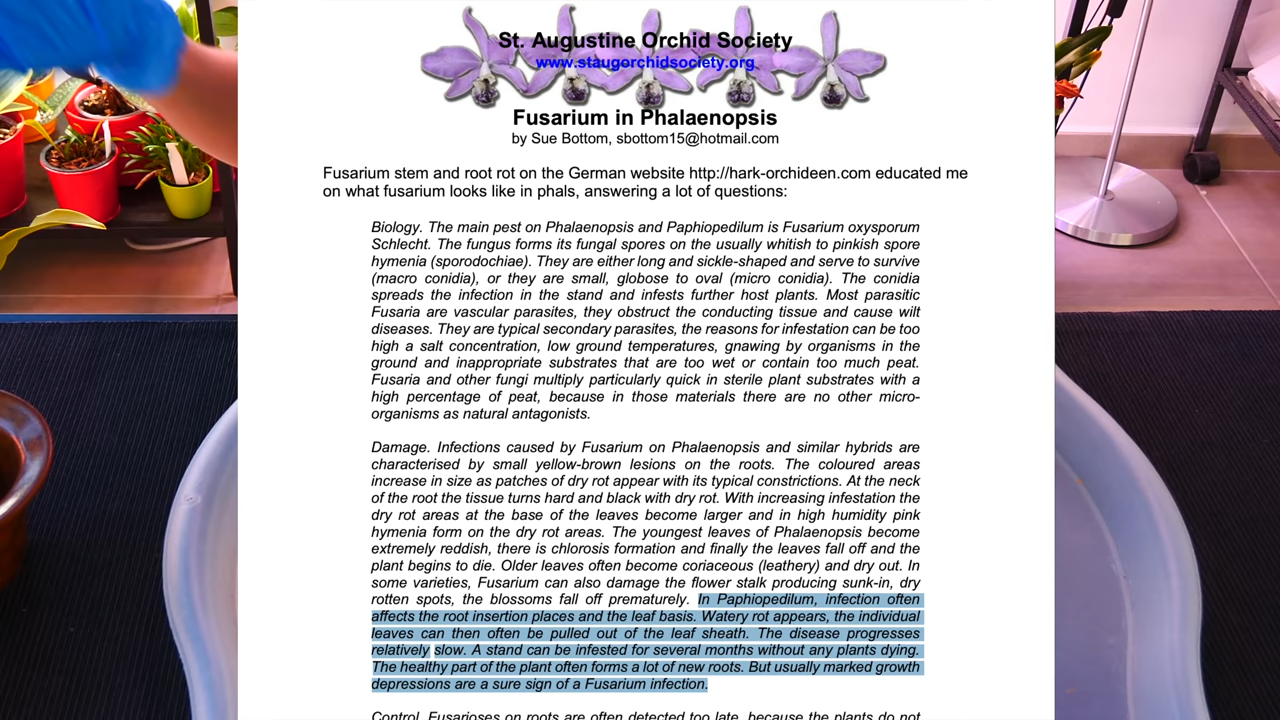 St. Augustine Orchid Society
www.staugorchidsociety.org
Fusarium in Phalaenopsis
by Sue Bottom, sbottom15@hotmail.com
Fusarium stem and root rot on the German website http://hark-orchideen.com educated me
on what fusarium looks like in phals, answering a lot of questions:
Biology. The main pest on Phalaenopsis and Paphiopedilum is Fusarium oxysporum
Schlecht. The fungus forms its fungal spores on the usually whitish to pinkish spore
hymenia (sporodochiae). They are either long and sickle-shaped and serve to survive
(macro conidia), or they are small, globose to oval (micro conidia). The conidia
spreads the infection in the stand and infests further host plants. Most parasitic
Fusaria are vascular parasites, they obstruct the conducting tissue and cause wilt
diseases. They are typical secondary parasites, the reasons for infestation can be too
high a salt concentration, low ground temperatures, gnawing by organisms in the
ground and inappropriate substrates that are too wet or contain too much peat.
Fusaria and other fungi multiply particularly quick in sterile plant substrates with a
high percentage of peat, because in those materials there are no other micro-
organisms as natural antagonists.
Damage. Infections caused by Fusarium on Phalaenopsis and similar hybrids are
characterised by small yellow-brown lesions on the roots. The coloured areas
increase in size as patches of dry rot appear with its typical constrictions. At the neck
of the root the tissue turns hard and black with dry rot. With increasing infestation the
dry rot areas at the base of the leaves become larger and in high humidity pink
hymenia form on the dry rot areas. The youngest leaves of Phalaenopsis become
extremely reddish, there is chlorosis formation and finally the leaves fall off and the
plant begins to die. Older leaves often become coriaceous (leathery) and dry out. In
some varieties, Fusarium can also damage the flower stalk producing sunk-in, dry
rotten spots, the blossoms fall off prematurely. In Paphiopedilum, infection often
affects the root insertion places and the leaf basis. Watery rot appears, the individual
leaves can then often be pulled out of the leaf sheath. The disease progresses
relatively slow. A stand can be infested for several months without any plants dying.
The healthy part of the plant often forms a lot of new roots. But usually marked growth
depressions are a sure sign of a Fusarium infection.
Control. Fusarioses on roots are often detected too late, because the plants do not